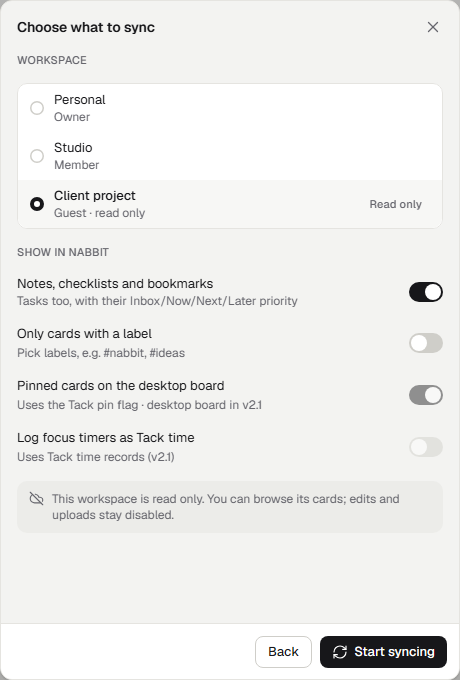 Choose what to sync
WORKSPACE
Personal
Owner
Studio
Member
Client project
Guest · read only
Read only
SHOW IN NABBIT
Notes, checklists and bookmarks
Tasks too, with their Inbox/Now/Next/Later priority
Only cards with a label
Pick labels, e.g. #nabbit, #ideas
Pinned cards on the desktop board
Uses the Tack pin flag · desktop board in v2.1
Log focus timers as Tack time
Uses Tack time records (v2.1)
This workspace is read only. You can browse its cards; edits and
uploads stay disabled.
Back
Start syncing